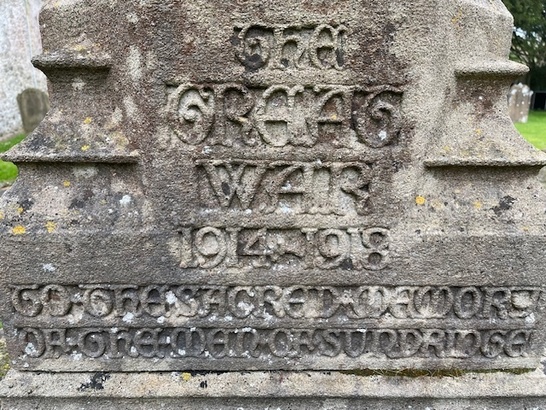 THE
GREAT
WAR
1914-1918
TO·THE·SACRED·MEMORY
OF·THE·MEN·OF·SUNDRIDGE